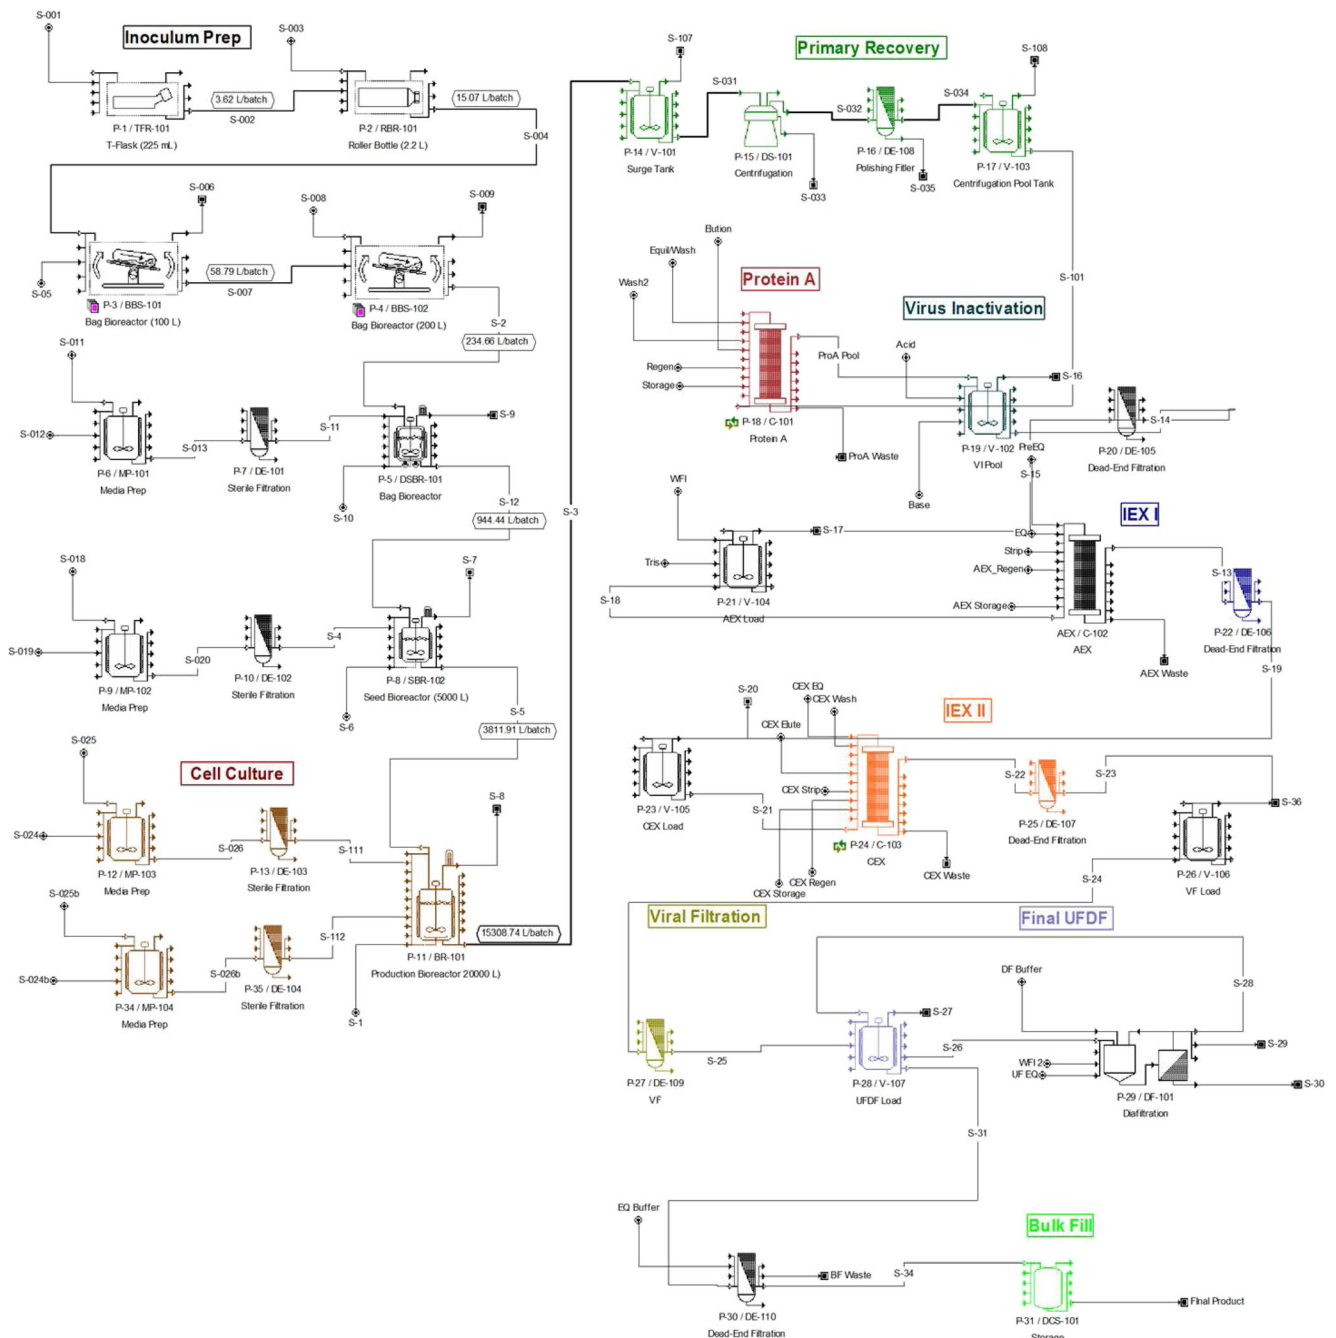 Inoculum Prep
S-001
S-003
3.62 L/batch
S-002
15.07 L/batch
S-004
P-1 / TFR-101
T-Flask (225 mL)
P-2 / RBR-101
Roller Bottle (2.2 L)
S-006
S-008
S-009
S-05
58.79 L/batch
S-007
P-3 / BBS-101
Bag Bioreactor (100 L)
P-4 / BBS-102
Bag Bioreactor (200 L)
S-2
234.66 L/batch
S-011
S-012
S-013
S-11
S-9
P-6 / MP-101
Media Prep
P-7 / DE-101
Sterile Filtration
P-5 / DSBR-101
Bag Bioreactor
S-10
S-12
944.44 L/batch
S-3
S-018
S-7
S-019
S-020
S-4
P-9 / MP-102
Media Prep
P-10 / DE-102
Sterile Filtration
P-8 / SBR-102
Seed Bioreactor (5000 L)
S-6
S-5
3811.91 L/batch
S-025
Cell Culture
S-8
S-024
S-026
S-111
P-12 / MP-103
Media Prep
P-13 / DE-103
Sterile Filtration
S-025b
S-112
15308.74 L/batch
S-024b
S-026b
P-11 / BR-101
Production Bioreactor 20000 L)
P-34 / MP-104
Media Prep
P-35 / DE-104
Sterile Filtration
S-1
Primary Recovery
S-107
S-108
S-031
S-032
S-034
P-14 / V-101
Surge Tank
P-15 / DS-101
Centrifugation
P-16 / DE-108
Polishing Fitler
P-17 / V-103
Centrifugation Pool Tank
S-033
S-035
S-101
Protein A
Bution
Equil/Wash
Wash2
Regen
Storage
ProA Pool
P-18 / C-101
Protein A
ProA Waste
Virus Inactivation
Acid
S-16
S-14
P-19 / V-102
VI Pool
PreEQ
P-20 / DE-105
Dead-End Filtration
S-15
Base
IEX I
WFI
S-17
EQ
Strip
Tris
AEX_Regen
S-18
AEX Storage
P-21 / V-104
AEX Load
AEX / C-102
AEX
S-13
P-22 / DE-106
Dead-End Filtration
AEX Waste
S-19
IEX II
S-20
CEX EQ
CEX Wash
CEX Elute
CEX Strip
S-21
S-22
S-23
S-36
P-23 / V-105
CEX Load
P-24 / C-103
CEX
P-25 / DE-107
Dead-End Filtration
P-26 / V-106
VF Load
CEX Regen
CEX Storage
CEX Waste
S-24
Viral Filtration
Final UFDF
DF Buffer
S-28
S-27
S-25
S-26
S-29
WFI 2
UF EQ
S-30
P-27 / DE-109
VF
P-28 / V-107
UFDF Load
P-29 / DF-101
Diafiltration
S-31
EQ Buffer
Bulk Fill
BF Waste
S-34
P-30 / DE-110
Dead-End Filtration
P-31 / DCS-101
Storage
Final Product